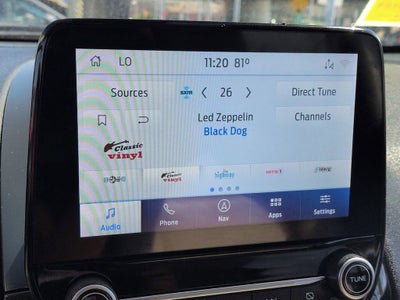 LO 11:20 81°
Sources sxm 26 Direct Tune
Led Zeppelin Channels
Black Dog
Classic
vinyl
Classic vinyl highway
Audio Phone Nav Apps Settings
TUNE